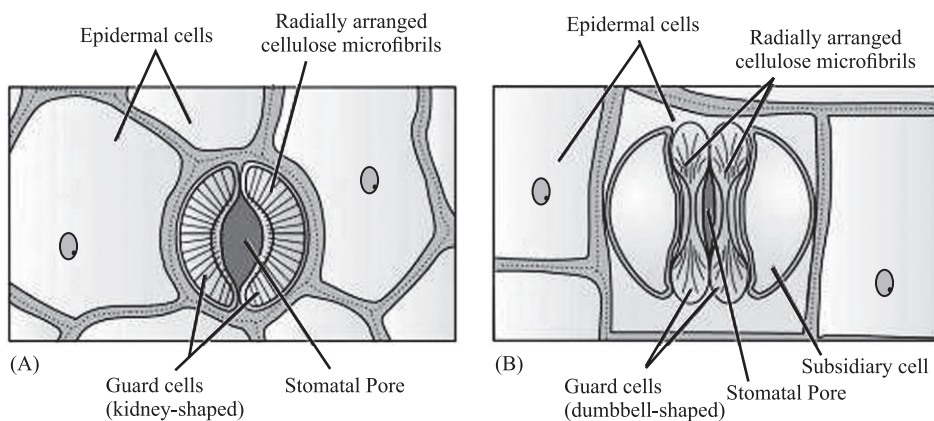 Epidermal cells
Radially arranged
cellulose microfibrils
(A)
Guard cells
(kidney-shaped)
Stomatal Pore
Epidermal cells
Radially arranged
cellulose microfibrils
(B)
Guard cells
(dumbbell-shaped)
Stomatal Pore
Subsidiary cell